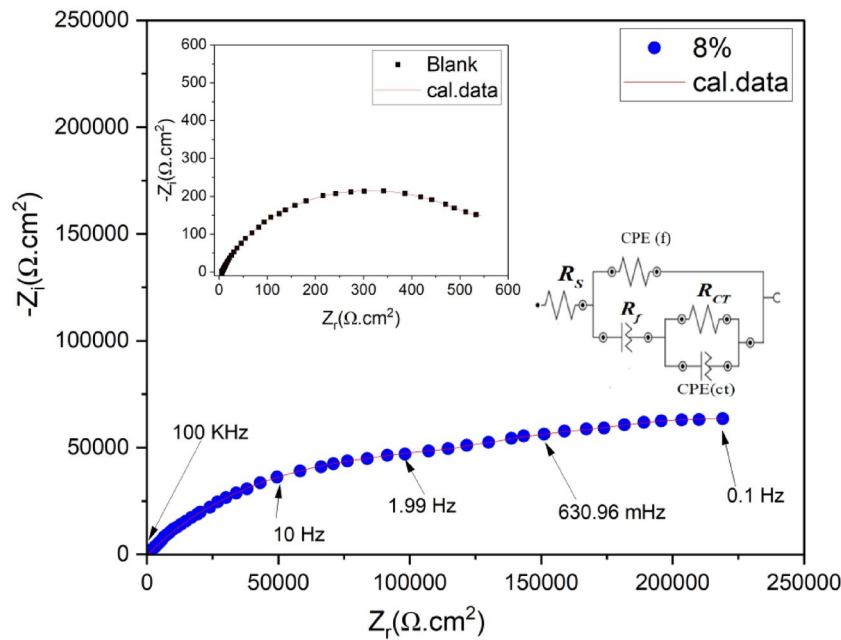 250000
200000
150000
100000
50000
0
-Zi(Ω.cm²)
8%
cal.data
600
500
400
300
200
100
0
-Zi(Ω.cm²)
Blank
cal.data
0 100 200 300 400 500 600
Zr(Ω.cm²)
CPE (f)
RS
Rf
RCT
CPE(ct)
100 KHz
10 Hz
1.99 Hz
630.96 mHz
0.1 Hz
0 50000 100000 150000 200000 250000
Zr(Ω.cm²)